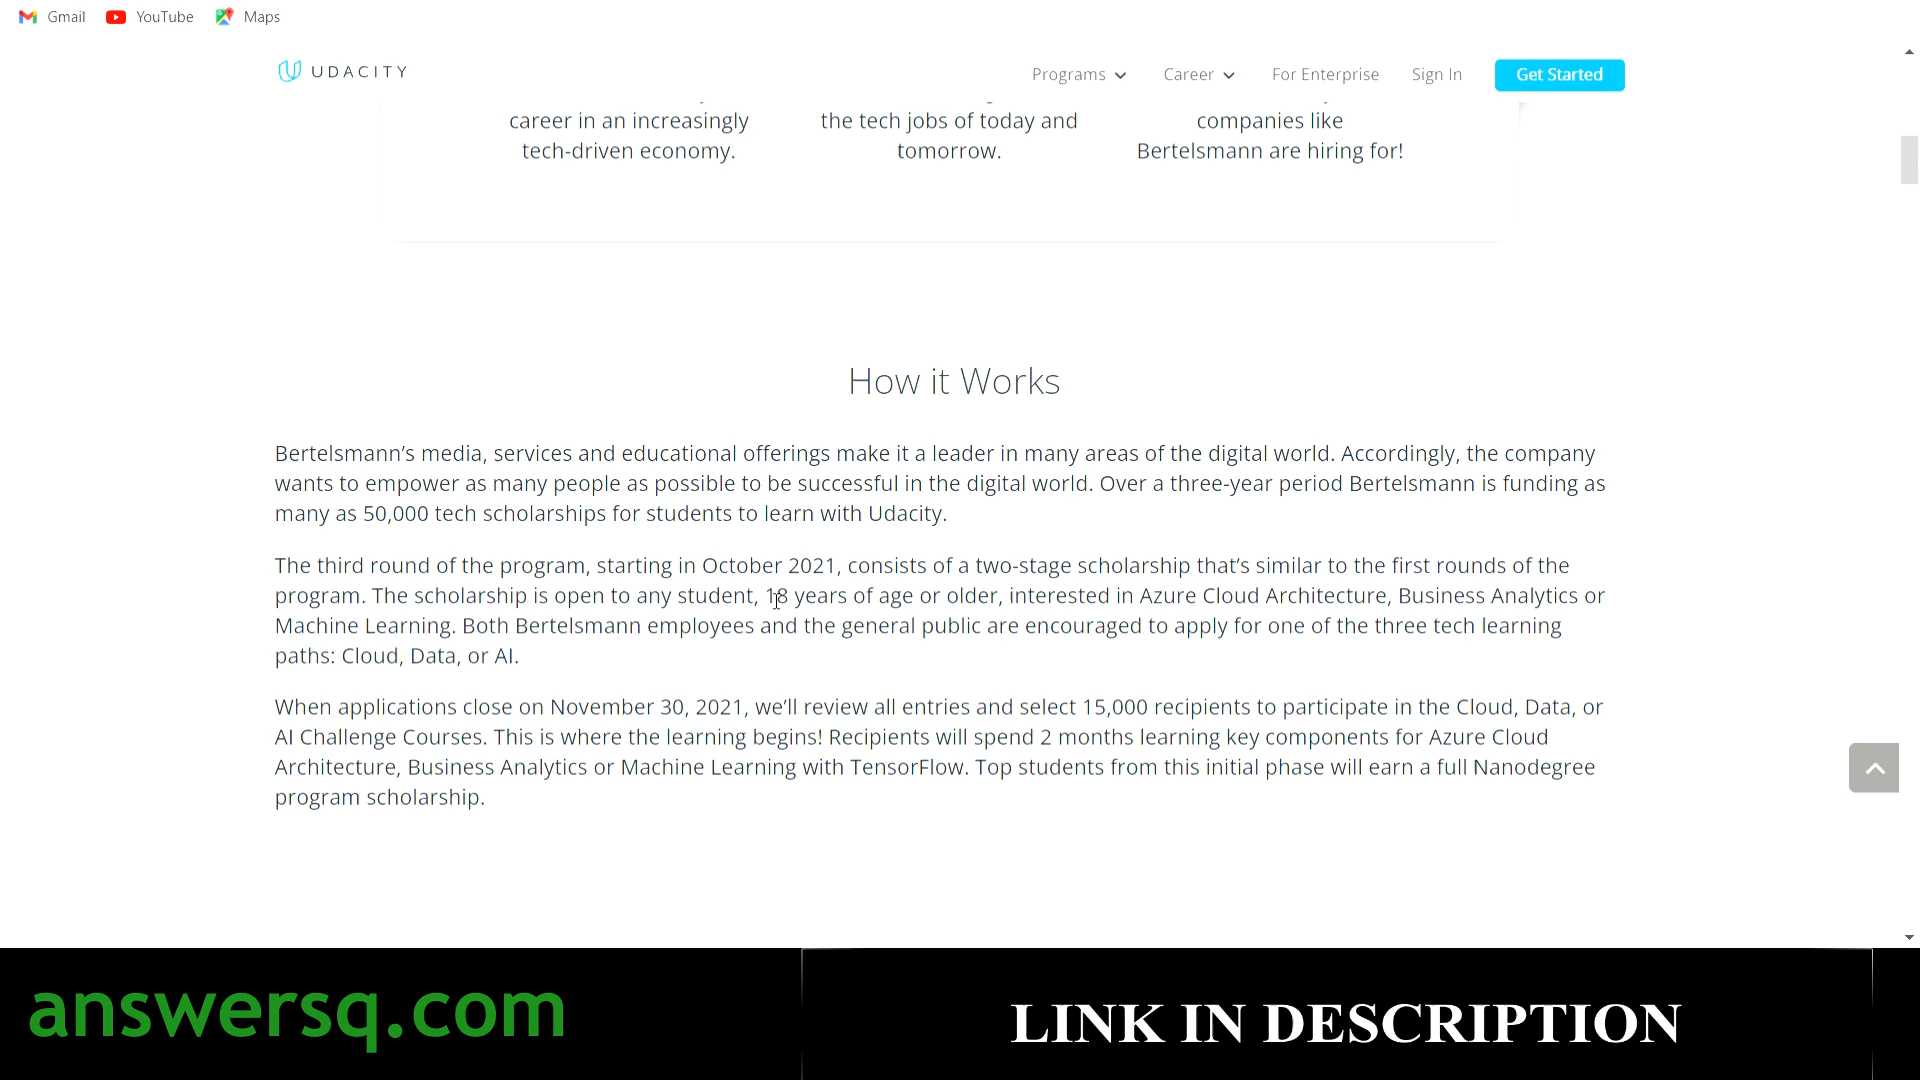 Gmail YouTube Maps
UDACITY Programs Career For Enterprise Sign In Get Started
career in an increasingly
tech-driven economy.
the tech jobs of today and
tomorrow.
companies like
Bertelsmann are hiring for!
How it Works
Bertelsmann’s media, services and educational offerings make it a leader in many areas of the digital world. Accordingly, the company
wants to empower as many people as possible to be successful in the digital world. Over a three-year period Bertelsmann is funding as
many as 50,000 tech scholarships for students to learn with Udacity.
The third round of the program, starting in October 2021, consists of a two-stage scholarship that’s similar to the first rounds of the
program. The scholarship is open to any student, 18 years of age or older, interested in Azure Cloud Architecture, Business Analytics or
Machine Learning. Both Bertelsmann employees and the general public are encouraged to apply for one of the three tech learning
paths: Cloud, Data, or AI.
When applications close on November 30, 2021, we’ll review all entries and select 15,000 recipients to participate in the Cloud, Data, or
AI Challenge Courses. This is where the learning begins! Recipients will spend 2 months learning key components for Azure Cloud
Architecture, Business Analytics or Machine Learning with TensorFlow. Top students from this initial phase will earn a full Nanodegree
program scholarship.
answersq.com
LINK IN DESCRIPTION